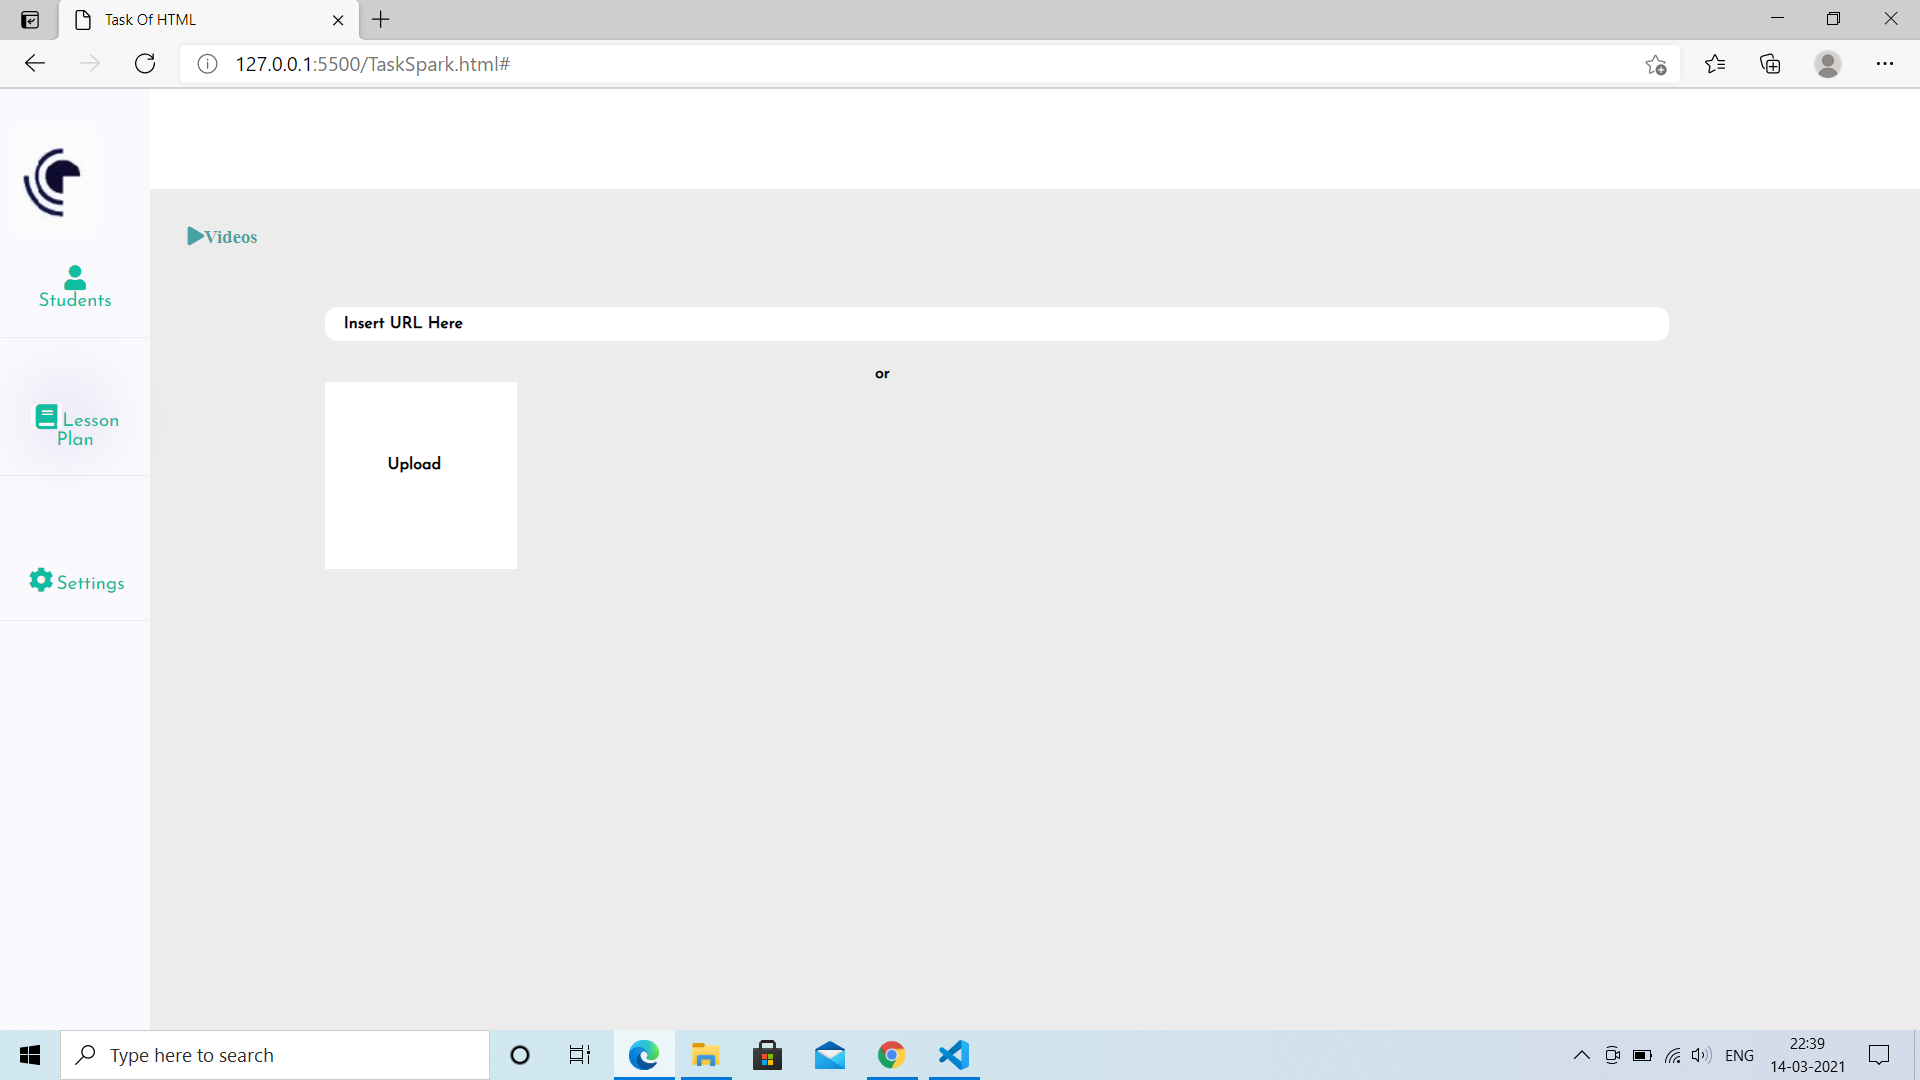 Task Of HTML
127.0.0.1:5500/TaskSpark.html#
Students
Lesson
Plan
Settings
Videos
Insert URL Here
or
Upload
Type here to search
ENG
22:39
14-03-2021